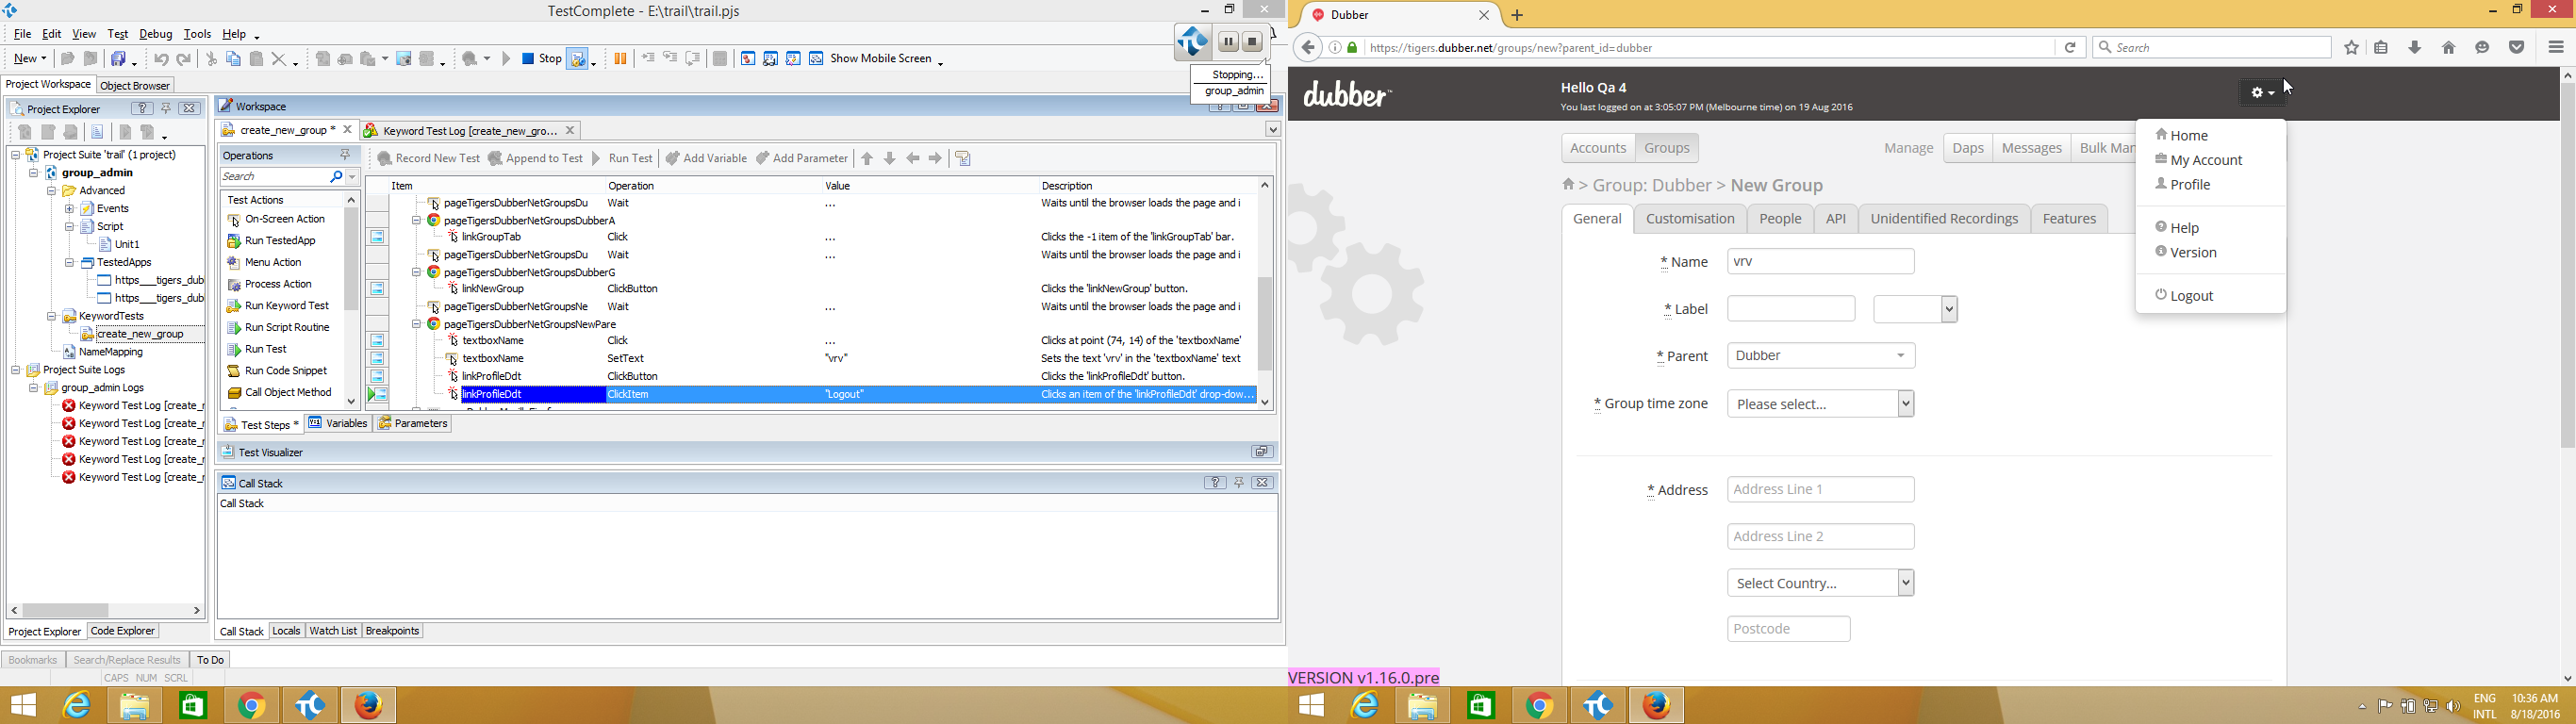 TestComplete - E:\trail\trail.pjs
File Edit View Test Debug Tools Help
New Stop Show Mobile Screen
Stopping...
group_admin
Project Workspace Object Browser
Project Explorer
Project Suite 'trail' (1 project)
group_admin
Advanced
Events
Script
Unit1
TestedApps
https___tigers_dub
https___tigers_dub
KeywordTests
create_new_group
NameMapping
Project Suite Logs
group_admin Logs
Keyword Test Log [create_r
Keyword Test Log [create_r
Keyword Test Log [create_r
Keyword Test Log [create_r
Keyword Test Log [create_r
Project Explorer Code Explorer
Workspace
create_new_group * Keyword Test Log [create_new_gro...
Operations
Search
Test Actions
On-Screen Action
Run TestedApp
Menu Action
Process Action
Run Keyword Test
Run Script Routine
Run Test
Run Code Snippet
Call Object Method
Record New Test Append to Test Run Test Add Variable Add Parameter
Item Operation Value Description
pageTigersDubberNetGroupsDu Wait ... Waits until the browser loads the page and i
pageTigersDubberNetGroupsDubberA
linkGroupTab Click ... Clicks the -1 item of the 'linkGroupTab' bar.
pageTigersDubberNetGroupsDu Wait ... Waits until the browser loads the page and i
pageTigersDubberNetGroupsDubberG
linkNewGroup ClickButton Clicks the 'linkNewGroup' button.
pageTigersDubberNetGroupsNe Wait ... Waits until the browser loads the page and i
pageTigersDubberNetGroupsNewPare
textboxName Click ... Clicks at point (74, 14) of the 'textboxName'
textboxName SetText "vrv" Sets the text 'vrv' in the 'textboxName' text
linkProfileDdt ClickButton Clicks the 'linkProfileDdt' button.
linkProfileDdt ClickItem "Logout" Clicks an item of the 'linkProfileDdt' drop-dow...
Test Steps * Variables Parameters
Test Visualizer
Call Stack
Call Stack
Call Stack Locals Watch List Breakpoints
Bookmarks Search/Replace Results To Do
CAPS NUM SCRL
Dubber
https://tigers.dubber.net/groups/new?parent_id=dubber
Search
dubber™
Hello Qa 4
You last logged on at 3:05:07 PM (Melbourne time) on 19 Aug 2016
Home
My Account
Profile
Help
Version
Logout
Accounts Groups Manage Daps Messages Bulk Man
> Group: Dubber > New Group
General Customisation People API Unidentified Recordings Features
* Name vrv
* Label
* Parent Dubber
* Group time zone Please select...
* Address Address Line 1
Address Line 2
Select Country...
Postcode
VERSION v1.16.0.pre
ENG 10:36 AM
INTL 8/18/2016